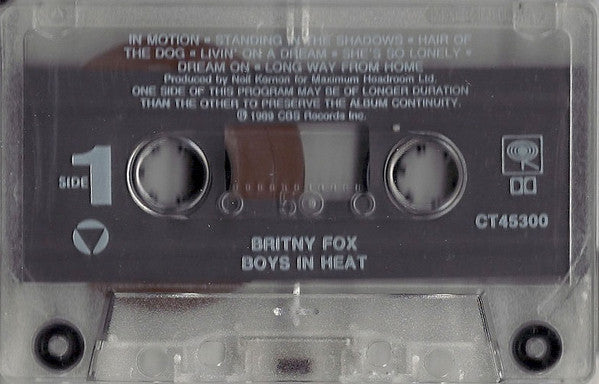 IN MOTION • STANDING IN THE SHADOWS • HAIR OF
THE DOG • LIVIN' ON A DREAM • SHE'S SO LONELY •
DREAM ON • LONG WAY FROM HOME
Produced by Neil Kernon for Maximum Headroom Ltd.
ONE SIDE OF THIS PROGRAM MAY BE OF LONGER DURATION
THAN THE OTHER TO PRESERVE THE ALBUM CONTINUITY.
℗ 1989 CBS Records Inc.
SIDE 1
50
CT45300
BRITNY FOX
BOYS IN HEAT